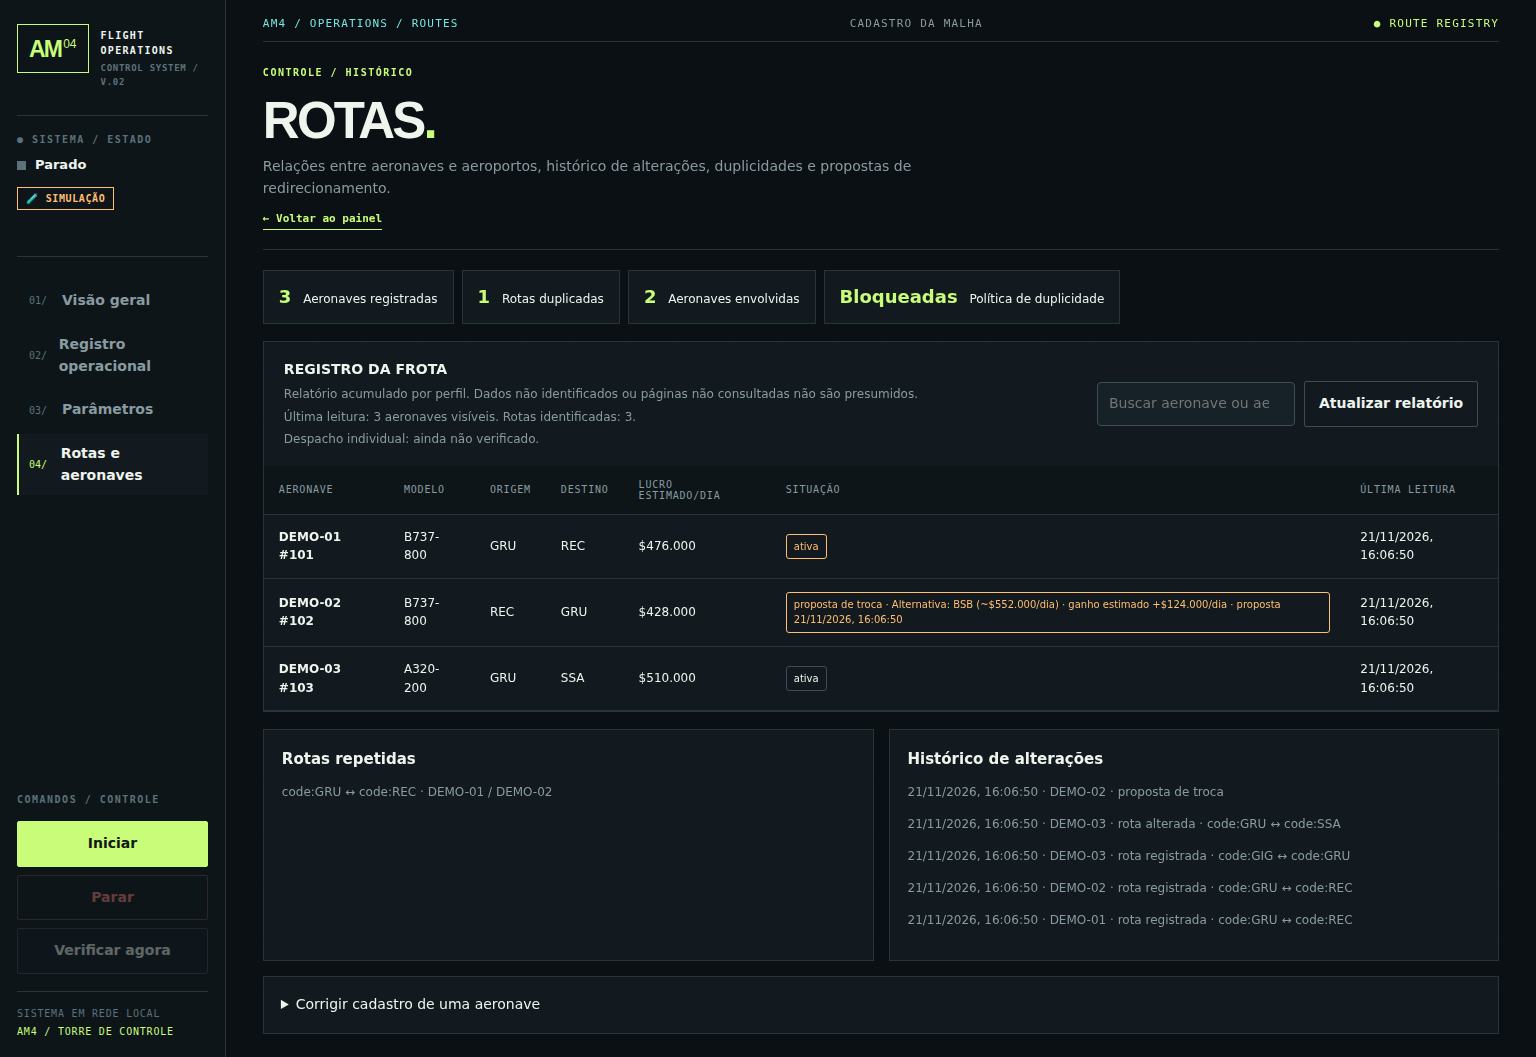 AM04
FLIGHT
OPERATIONS
CONTROL SYSTEM /
V.02
● SISTEMA / ESTADO
Parado
SIMULAÇÃO
01/ Visão geral
02/ Registro
operacional
03/ Parâmetros
04/ Rotas e
aeronaves
COMANDOS / CONTROLE
Iniciar
Parar
Verificar agora
SISTEMA EM REDE LOCAL
AM4 / TORRE DE CONTROLE
AM4 / OPERATIONS / ROUTES
CADASTRO DA MALHA
● ROUTE REGISTRY
CONTROLE / HISTÓRICO
ROTAS.
Relações entre aeronaves e aeroportos, histórico de alterações, duplicidades e propostas de
redirecionamento.
← Voltar ao painel
3 Aeronaves registradas
1 Rotas duplicadas
2 Aeronaves envolvidas
Bloqueadas Política de duplicidade
REGISTRO DA FROTA
Relatório acumulado por perfil. Dados não identificados ou páginas não consultadas não são presumidos.
Última leitura: 3 aeronaves visíveis. Rotas identificadas: 3.
Despacho individual: ainda não verificado.
Buscar aeronave ou ae
Atualizar relatório
AERONAVE MODELO ORIGEM DESTINO LUCRO ESTIMADO/DIA SITUAÇÃO ÚLTIMA LEITURA
DEMO-01 #101 B737-800 GRU REC $476.000 ativa 21/11/2026, 16:06:50
DEMO-02 #102 B737-800 REC GRU $428.000 proposta de troca · Alternativa: BSB (~$552.000/dia) · ganho estimado +$124.000/dia · proposta 21/11/2026, 16:06:50 21/11/2026, 16:06:50
DEMO-03 #103 A320-200 GRU SSA $510.000 ativa 21/11/2026, 16:06:50
Rotas repetidas
code:GRU ↔ code:REC · DEMO-01 / DEMO-02
Histórico de alterações
21/11/2026, 16:06:50 · DEMO-02 · proposta de troca
21/11/2026, 16:06:50 · DEMO-03 · rota alterada · code:GRU ↔ code:SSA
21/11/2026, 16:06:50 · DEMO-03 · rota registrada · code:GIG ↔ code:GRU
21/11/2026, 16:06:50 · DEMO-02 · rota registrada · code:GRU ↔ code:REC
21/11/2026, 16:06:50 · DEMO-01 · rota registrada · code:GRU ↔ code:REC
▶ Corrigir cadastro de uma aeronave